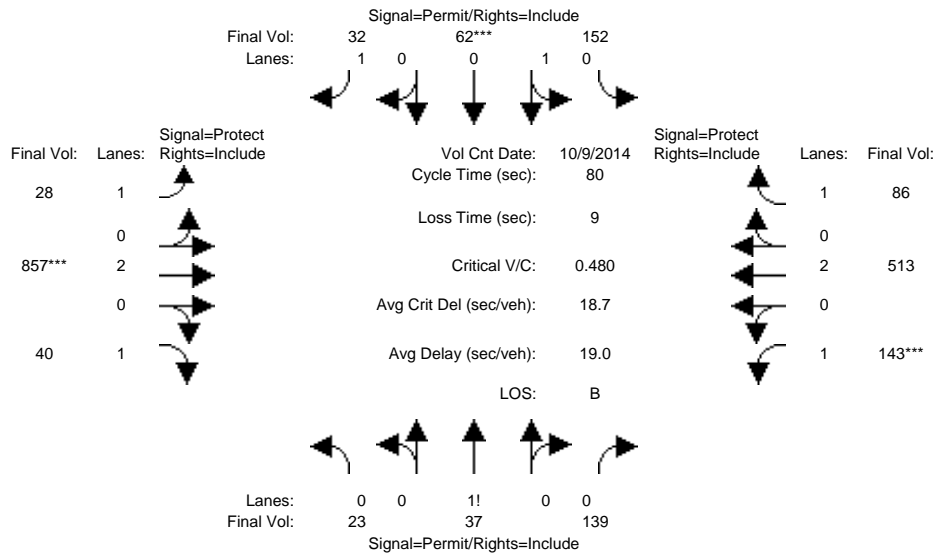 Signal=Permit/Rights=Include
Final Vol: 32 62*** 152
Lanes: 1 0 0 1 0
Signal=Protect Signal=Protect
Final Vol: Lanes: Rights=Include Vol Cnt Date: 10/9/2014 Rights=Include Lanes: Final Vol:
Cycle Time (sec): 80
28 1 1 86
Loss Time (sec): 9
0 0
857*** 2 Critical V/C: 0.480 2 513
0 Avg Crit Del (sec/veh): 18.7 0
40 1 Avg Delay (sec/veh): 19.0 1 143***
LOS: B
Lanes: 0 0 1! 0 0
Final Vol: 23 37 139
Signal=Permit/Rights=Include